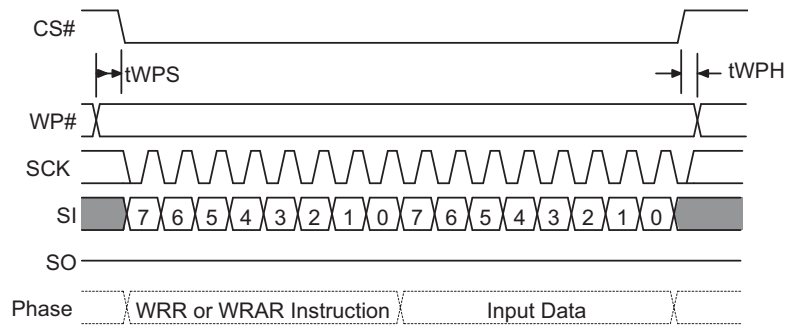 CS#
tWPS
tWPH
WP#
SCK
SI 7 6 5 4 3 2 1 0 7 6 5 4 3 2 1 0
SO
Phase WRR or WRAR Instruction Input Data